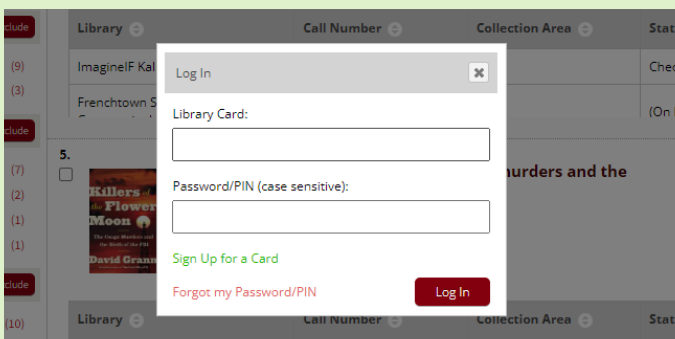 clude
Library Call Number Collection Area Stat
(9)
ImagineIF Kal
Chec
(3)
Frenchtown S
(On
clude
Log In
Library Card:
Password/PIN (case sensitive):
Sign Up for a Card
Forgot my Password/PIN
Log In
5.
murders and the
(7)
(2)
(1)
(1)
Killers of
the Flower
Moon
The Osage Murders and
the Birth of the FBI
David Grann
clude
(10)
Library Call Number Collection Area Stat